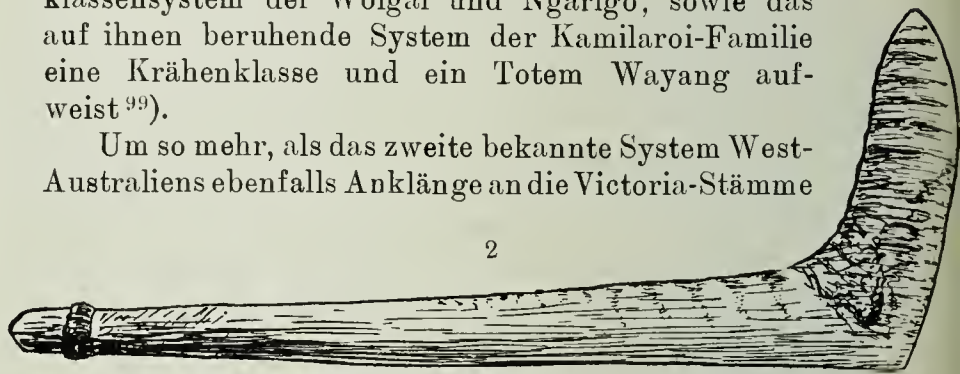 klassensystem der Wolgal und Ngarigo, sowie das
auf ihnen beruhende System der Kamilaroi-Familie
eine Krähenklasse und ein Totem Wayang auf-
weist ⁹⁹).
Um so mehr, als das zweite bekannte System West-
Australiens ebenfalls Anklänge an die Victoria-Stämme
2